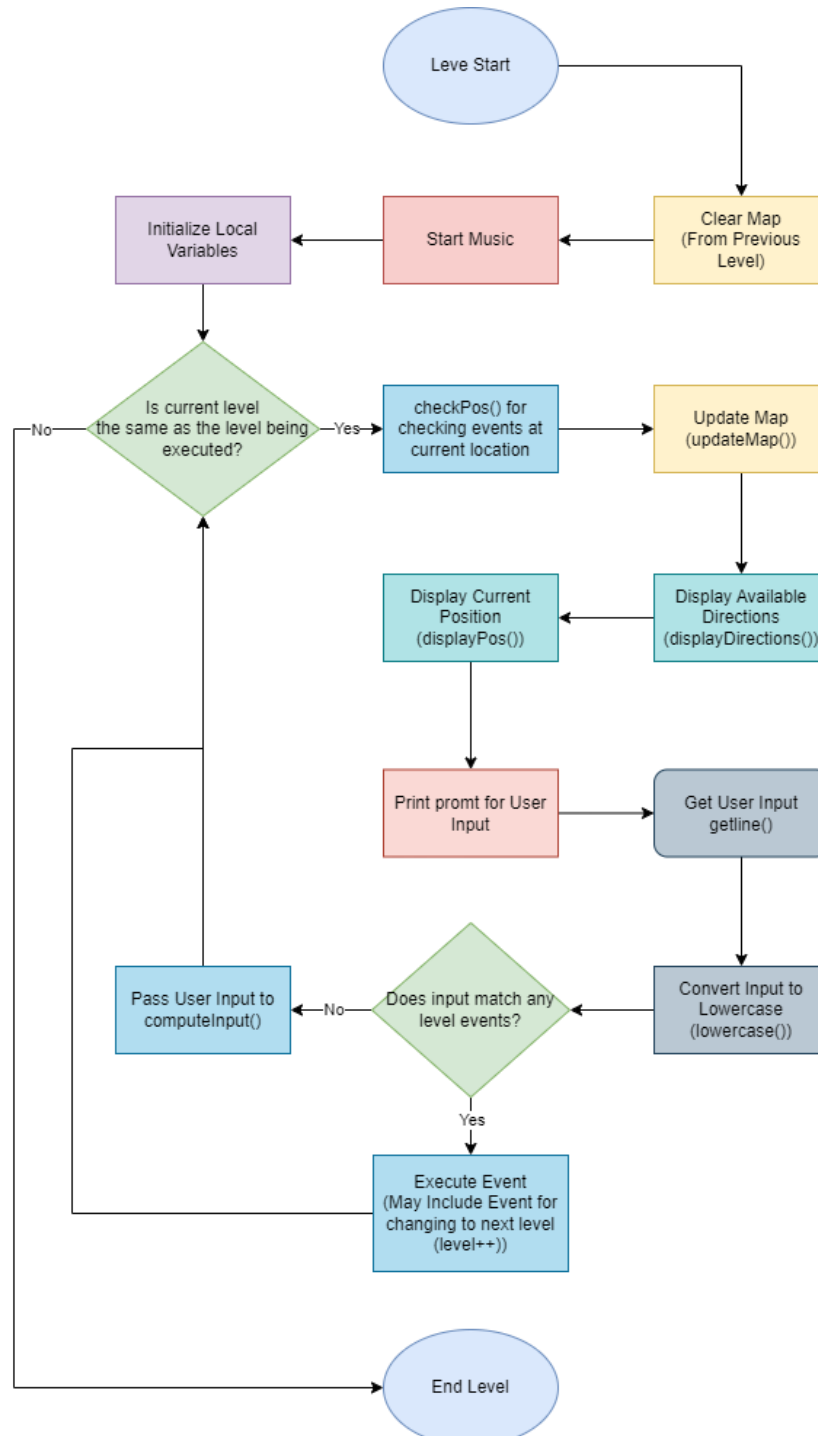 Leve Start
Clear Map
(From Previous
Level)
Start Music
Initialize Local
Variables
Is current level
the same as the level being
executed?
No
Yes
checkPos() for
checking events at
current location
Update Map
(updateMap())
Display Available
Directions
(displayDirections())
Display Current
Position
(displayPos())
Print promt for User
Input
Get User Input
getline()
Convert Input to
Lowercase
(lowercase())
Does input match any
level events?
No
Pass User Input to
computeInput()
Yes
Execute Event
(May Include Event for
changing to next level
(level++))
End Level